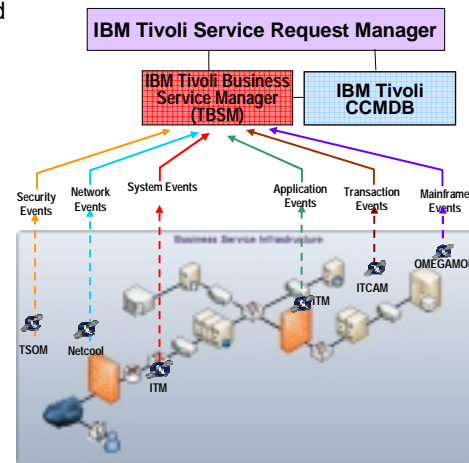 d
IBM Tivoli Service Request Manager
IBM Tivoli Business
Service Manager
(TBSM)
IBM Tivoli
CCMDB
Security
Events
Network
Events
System Events
Application
Events
Transaction
Events
Mainframe
Events
Business Service Infrastructure
TSOM
Netcool
ITM
ITM
ITCAM
OMEGAMON